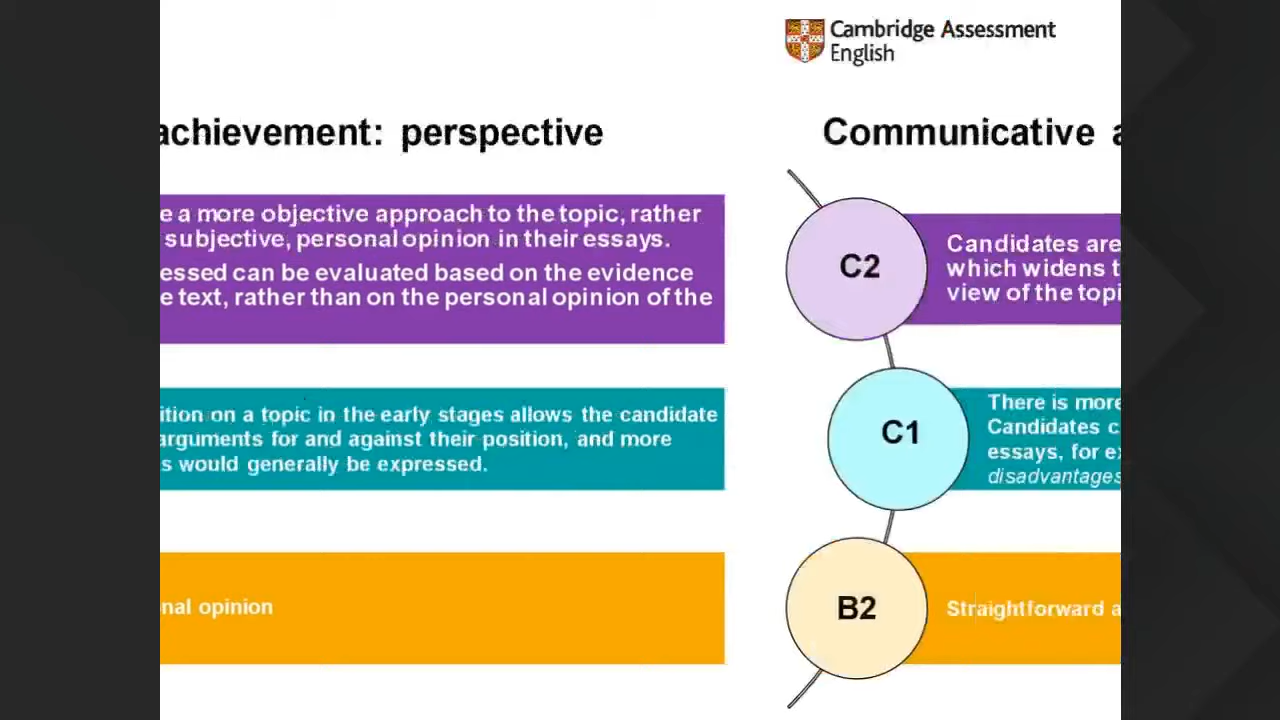 Cambridge Assessment
English
achievement: perspective
e a more objective approach to the topic, rather
subjective, personal opinion in their essays.
essed can be evaluated based on the evidence
e text, rather than on the personal opinion of the
ition on a topic in the early stages allows the candidate
arguments for and against their position, and more
s would generally be expressed.
nal opinion
Communicative a
C2
Candidates are
which widens t
view of the topi
C1
There is more
Candidates c
essays, for ex
disadvantages
B2
Straightforward a